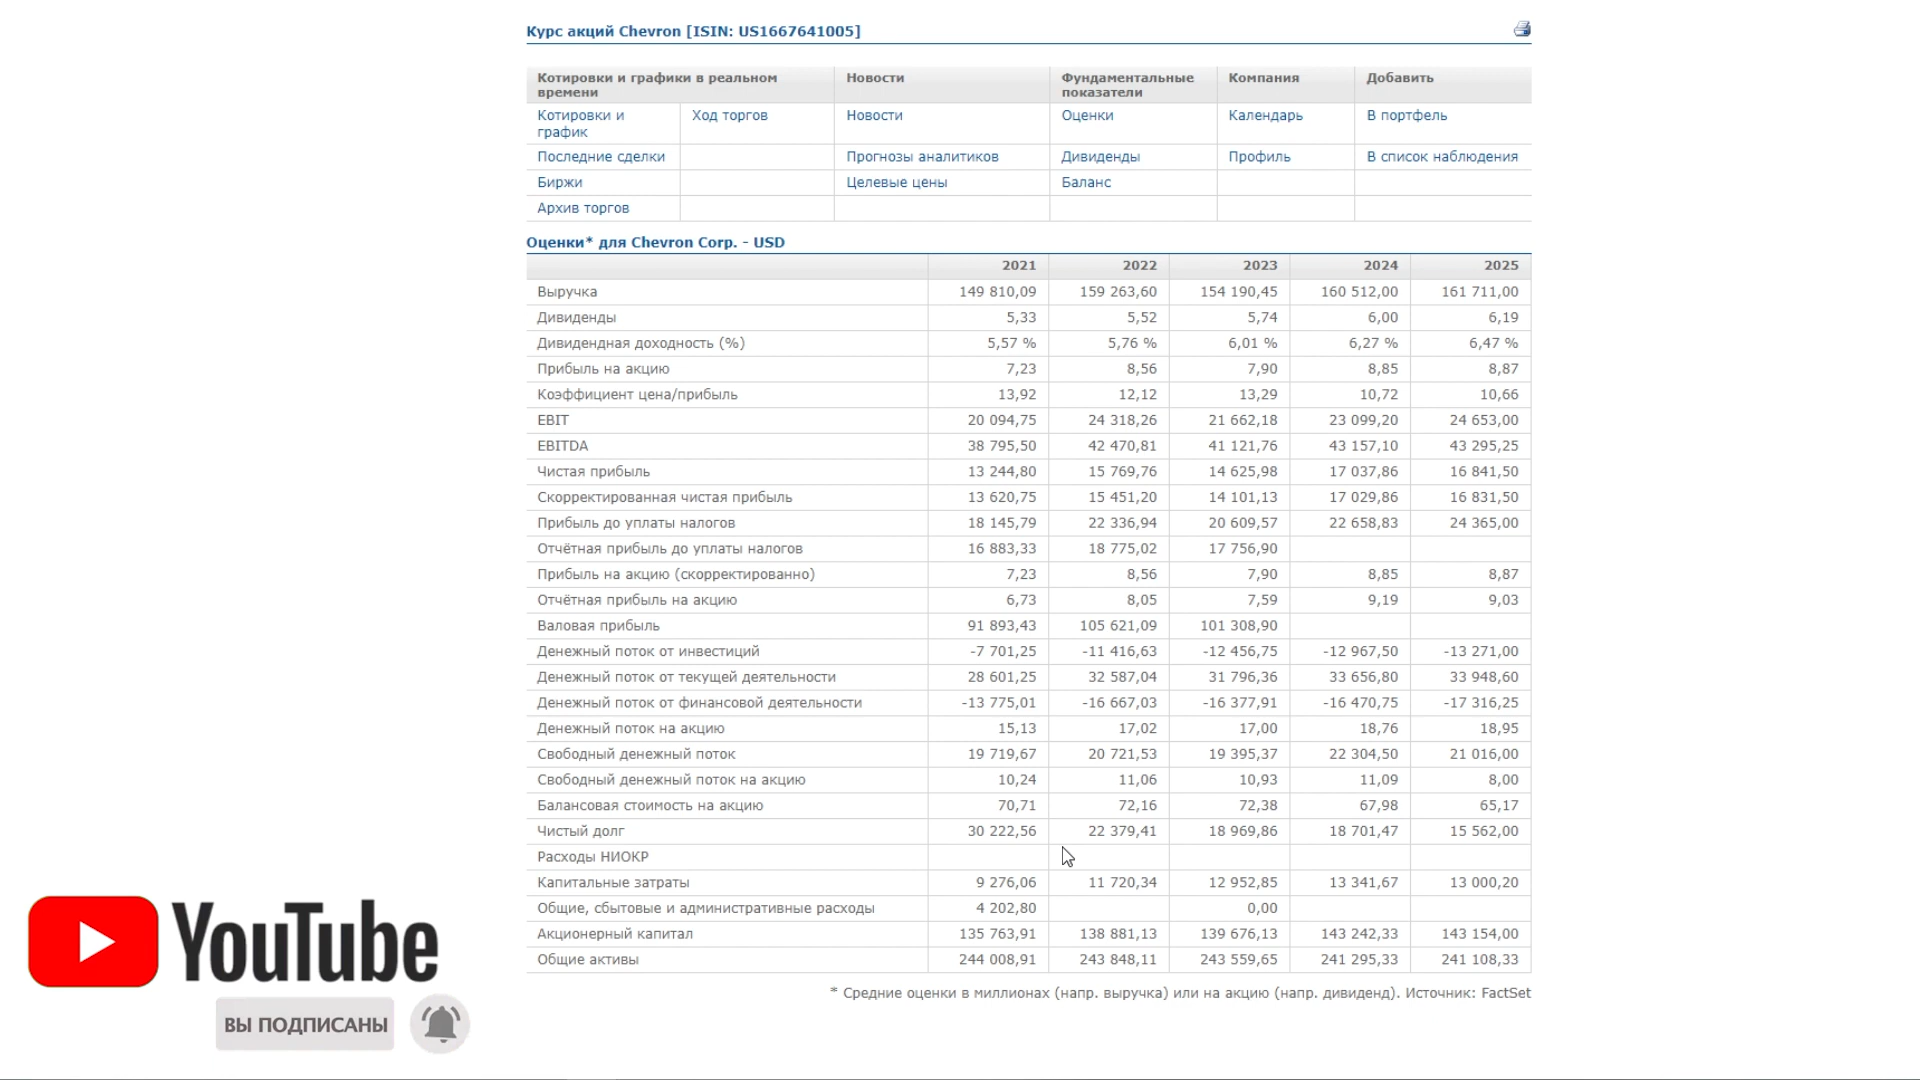 Курс акций Chevron [ISIN: US1667641005]
Котировки и графики в реальном времени Новости Фундаментальные показатели Компания Добавить
Котировки и график Ход торгов Новости Оценки Календарь В портфель
Последние сделки Прогнозы аналитиков Дивиденды Профиль В список наблюдения
Биржи Целевые цены Баланс
Архив торгов
Оценки* для Chevron Corp. - USD
2021 2022 2023 2024 2025
Выручка 149 810,09 159 263,60 154 190,45 160 512,00 161 711,00
Дивиденды 5,33 5,52 5,74 6,00 6,19
Дивидендная доходность (%) 5,57 % 5,76 % 6,01 % 6,27 % 6,47 %
Прибыль на акцию 7,23 8,56 7,90 8,85 8,87
Коэффициент цена/прибыль 13,92 12,12 13,29 10,72 10,66
EBIT 20 094,75 24 318,26 21 662,18 23 099,20 24 653,00
EBITDA 38 795,50 42 470,81 41 121,76 43 157,10 43 295,25
Чистая прибыль 13 244,80 15 769,76 14 625,98 17 037,86 16 841,50
Скорректированная чистая прибыль 13 620,75 15 451,20 14 101,13 17 029,86 16 831,50
Прибыль до уплаты налогов 18 145,79 22 336,94 20 609,57 22 658,83 24 365,00
Отчётная прибыль до уплаты налогов 16 883,33 18 775,02 17 756,90
Прибыль на акцию (скорректированно) 7,23 8,56 7,90 8,85 8,87
Отчётная прибыль на акцию 6,73 8,05 7,59 9,19 9,03
Валовая прибыль 91 893,43 105 621,09 101 308,90
Денежный поток от инвестиций -7 701,25 -11 416,63 -12 456,75 -12 967,50 -13 271,00
Денежный поток от текущей деятельности 28 601,25 32 587,04 31 796,36 33 656,80 33 948,60
Денежный поток от финансовой деятельности -13 775,01 -16 667,03 -16 377,91 -16 470,75 -17 316,25
Денежный поток на акцию 15,13 17,02 17,00 18,76 18,95
Свободный денежный поток 19 719,67 20 721,53 19 395,37 22 304,50 21 016,00
Свободный денежный поток на акцию 10,24 11,06 10,93 11,09 8,00
Балансовая стоимость на акцию 70,71 72,16 72,38 67,98 65,17
Чистый долг 30 222,56 22 379,41 18 969,86 18 701,47 15 562,00
Расходы НИОКР
Капитальные затраты 9 276,06 11 720,34 12 952,85 13 341,67 13 000,20
Общие, сбытовые и административные расходы 4 202,80 0,00
Акционерный капитал 135 763,91 138 881,13 139 676,13 143 242,33 143 154,00
Общие активы 244 008,91 243 848,11 243 559,65 241 295,33 241 108,33
* Средние оценки в миллионах (напр. выручка) или на акцию (напр. дивиденд). Источник: FactSet
YouTube
ВЫ ПОДПИСАНЫ